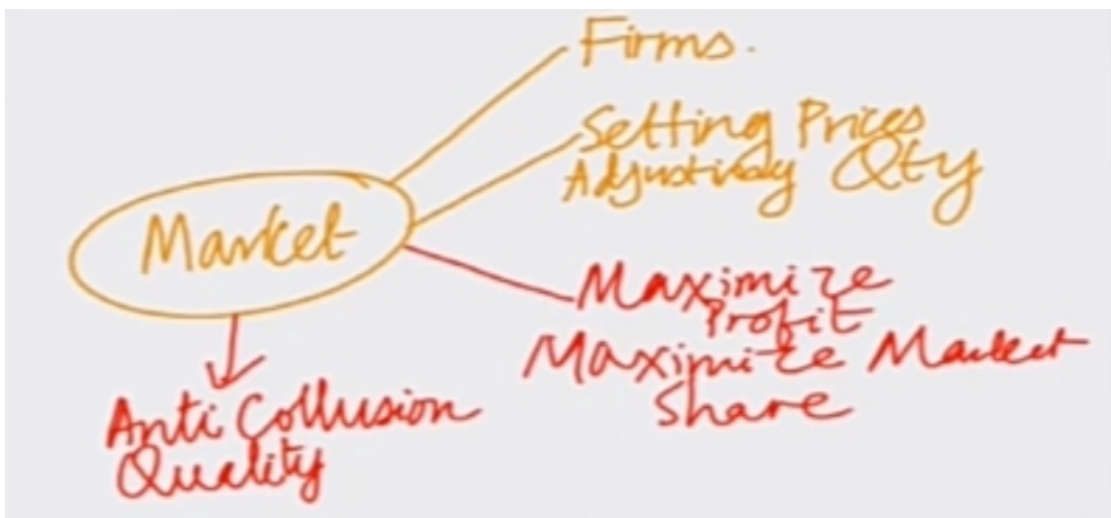 Firms.
Setting Prices
Adjusting Qty
Market
Maximize
Profit
Maximize Market
Share
Anti Collusion
Quality